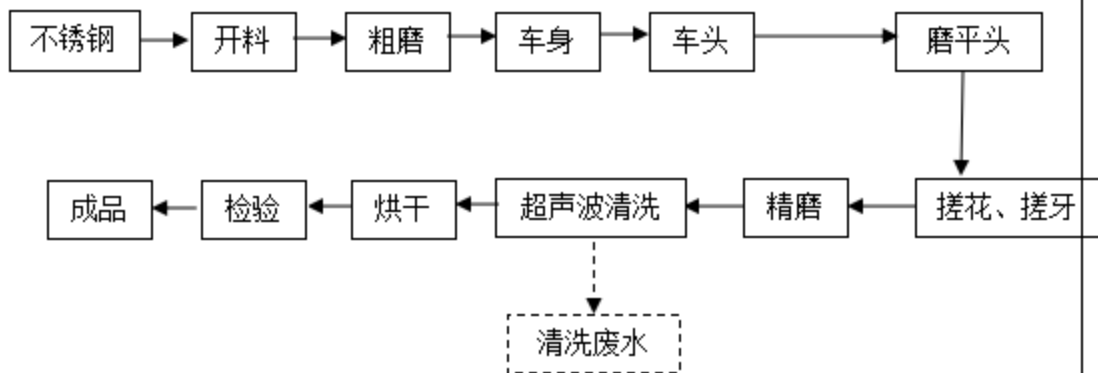 不锈钢
开料
粗磨
车身
车头
磨平头
搓花、搓牙
精磨
超声波清洗
烘干
检验
成品
清洗废水